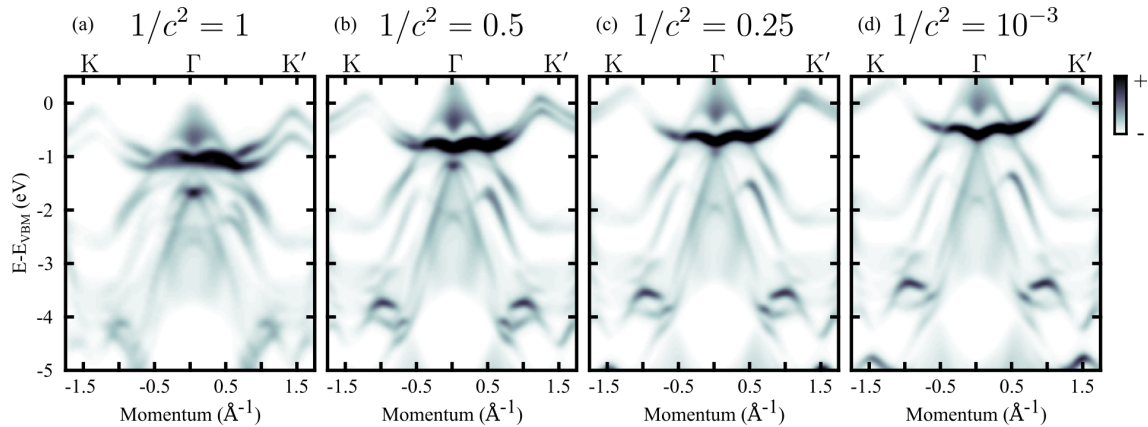 (a) 1/c² = 1 (b) 1/c² = 0.5 (c) 1/c² = 0.25 (d) 1/c² = 10⁻³
K Γ K′ K Γ K′ K Γ K′ K Γ K′
+
-
0
-1
-2
-3
-4
-5
E-E_VBM (eV)
-1.5 -0.5 0.5 1.5 -1.5 -0.5 0.5 1.5 -1.5 -0.5 0.5 1.5 -1.5 -0.5 0.5 1.5
Momentum (Å⁻¹) Momentum (Å⁻¹) Momentum (Å⁻¹) Momentum (Å⁻¹)